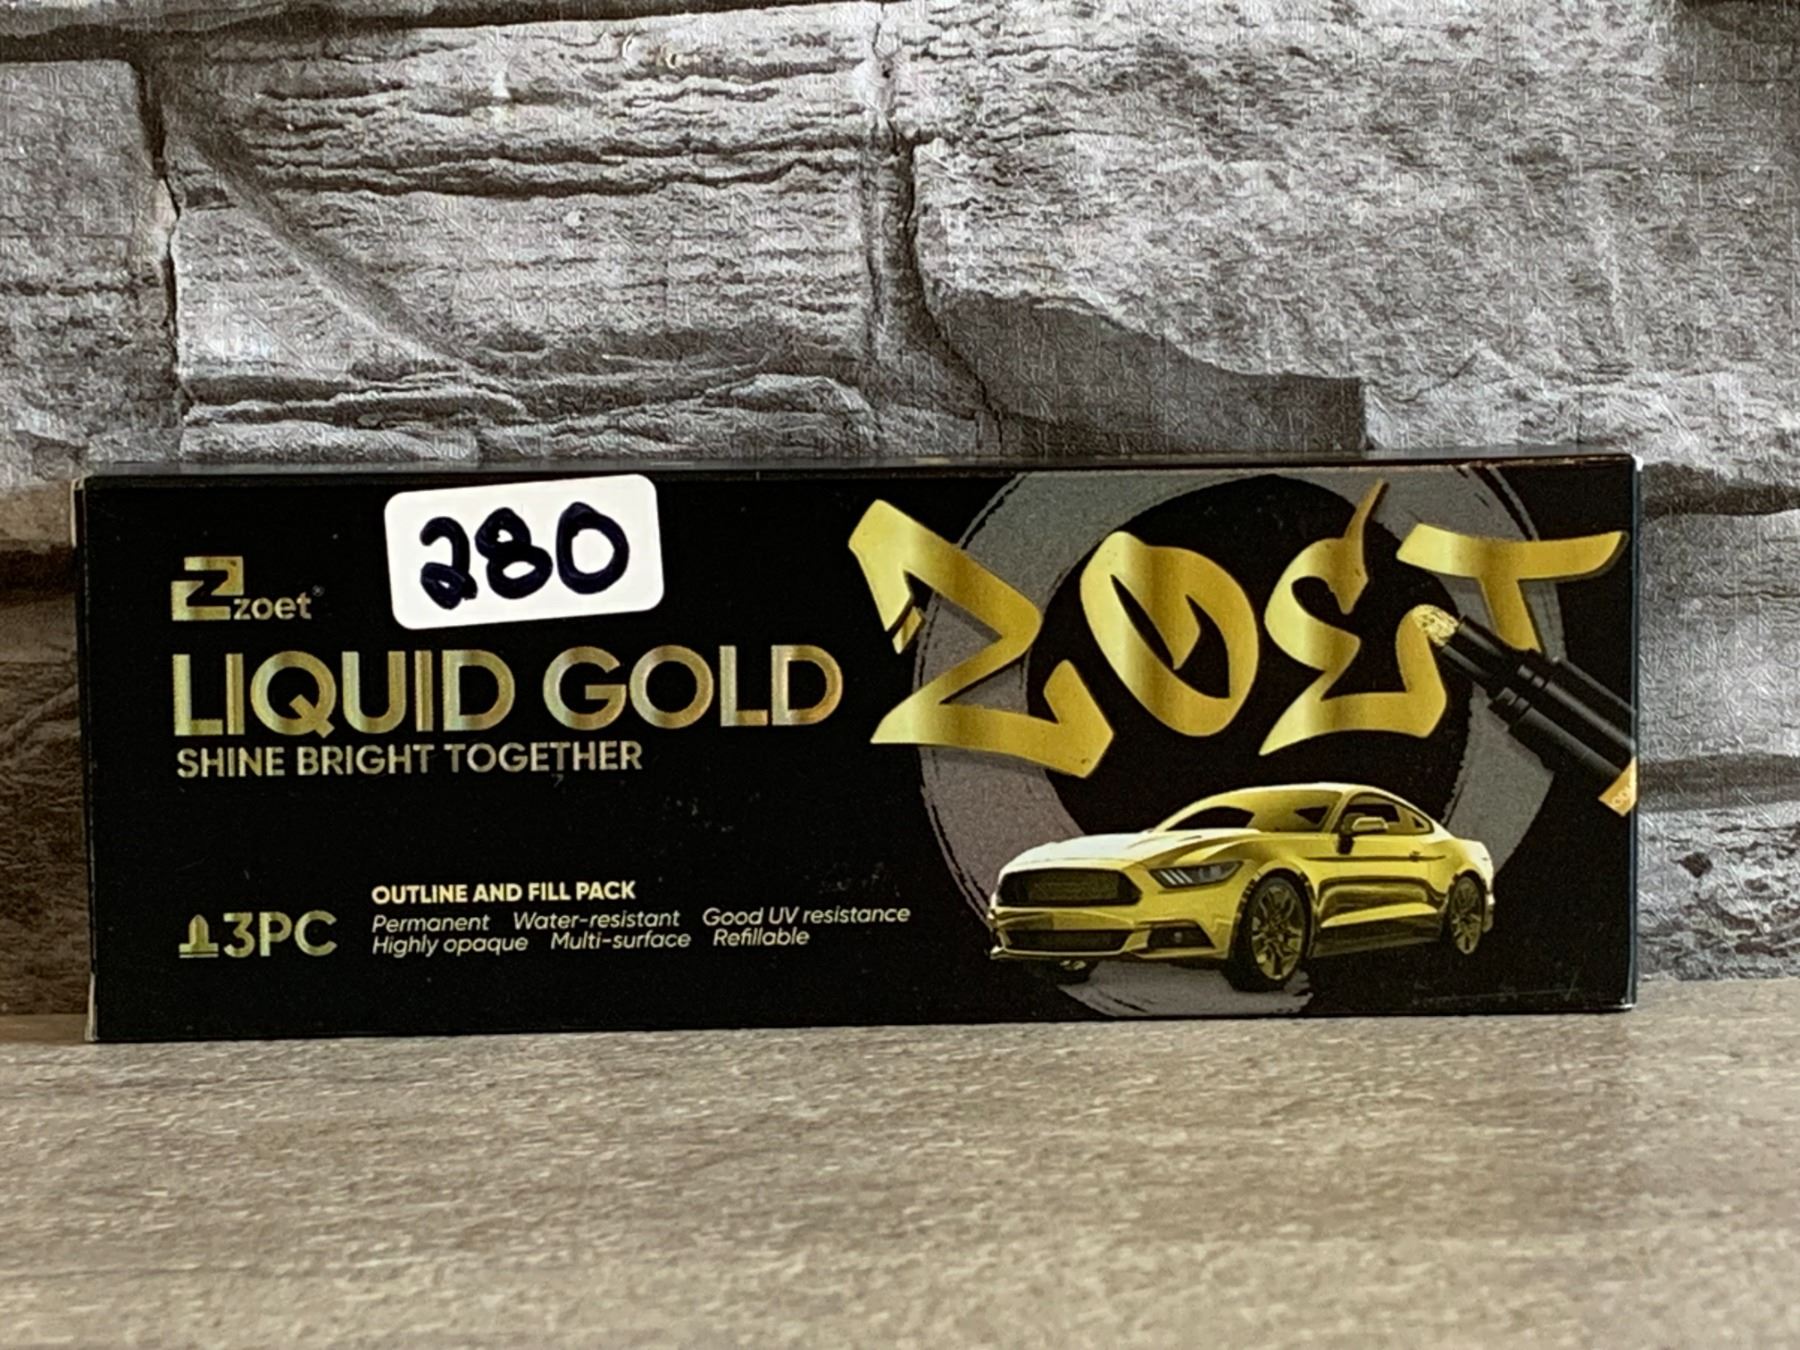 280
zoet®
LIQUID GOLD
SHINE BRIGHT TOGETHER
ZOET
OUTLINE AND FILL PACK
3PC
Permanent Water-resistant Good UV resistance
Highly opaque Multi-surface Refillable